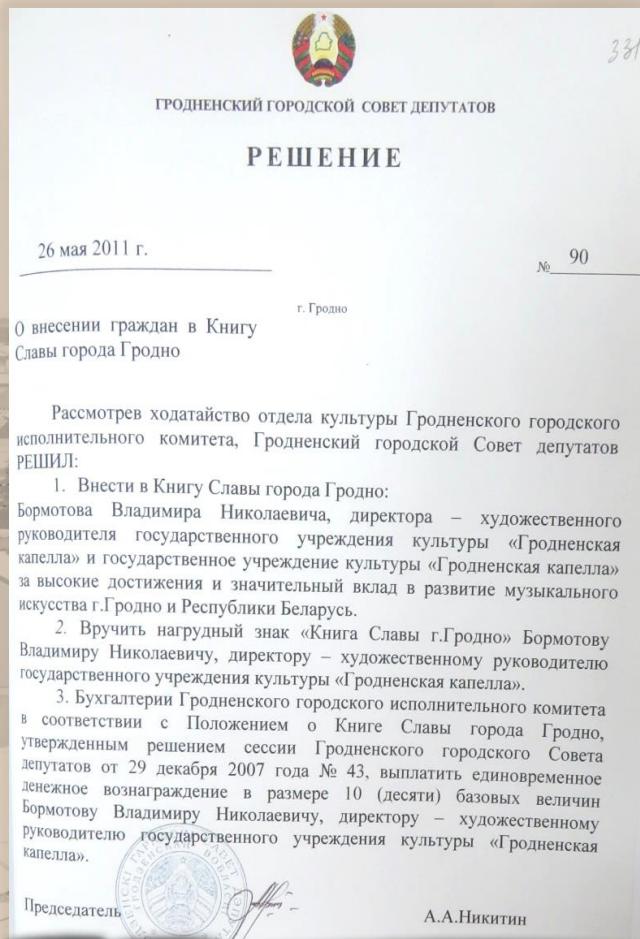 331
ГРОДНЕНСКИЙ ГОРОДСКОЙ СОВЕТ ДЕПУТАТОВ
РЕШЕНИЕ
26 мая 2011 г.
№ 90
г. Гродно
О внесении граждан в Книгу
Славы города Гродно
Рассмотрев ходатайство отдела культуры Гродненского городского
исполнительного комитета, Гродненский городской Совет депутатов
РЕШИЛ:
1. Внести в Книгу Славы города Гродно:
Бормотова Владимира Николаевича, директора – художественного
руководителя государственного учреждения культуры «Гродненская
капелла» и государственное учреждение культуры «Гродненская капелла»
за высокие достижения и значительный вклад в развитие музыкального
искусства г.Гродно и Республики Беларусь.
2. Вручить нагрудный знак «Книга Славы г.Гродно» Бормотову
Владимиру Николаевичу, директору – художественному руководителю
государственного учреждения культуры «Гродненская капелла».
3. Бухгалтерии Гродненского городского исполнительного комитета
в соответствии с Положением о Книге Славы города Гродно,
утвержденным решением сессии Гродненского городского Совета
депутатов от 29 декабря 2007 года № 43, выплатить единовременное
денежное вознаграждение в размере 10 (десяти) базовых величин
Бормотову Владимиру Николаевичу, директору – художественному
руководителю государственного учреждения культуры «Гродненская
капелла».
Председатель
А.А.Никитин